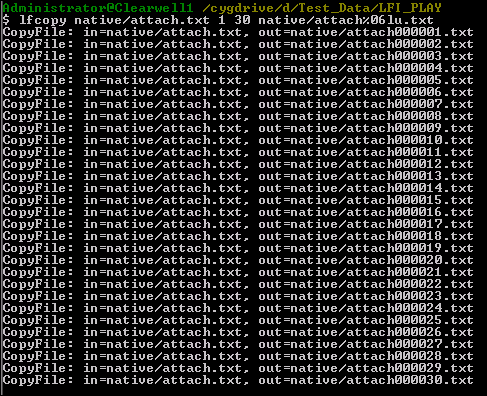 Administrator@Clearwell1 /cygdrive/d/Test_Data/LFI_PLAY
$ lfcopy native/attach.txt 1 30 native/attach%06lu.txt
CopyFile: in=native/attach.txt, out=native/attach000001.txt
CopyFile: in=native/attach.txt, out=native/attach000002.txt
CopyFile: in=native/attach.txt, out=native/attach000003.txt
CopyFile: in=native/attach.txt, out=native/attach000004.txt
CopyFile: in=native/attach.txt, out=native/attach000005.txt
CopyFile: in=native/attach.txt, out=native/attach000006.txt
CopyFile: in=native/attach.txt, out=native/attach000007.txt
CopyFile: in=native/attach.txt, out=native/attach000008.txt
CopyFile: in=native/attach.txt, out=native/attach000009.txt
CopyFile: in=native/attach.txt, out=native/attach000010.txt
CopyFile: in=native/attach.txt, out=native/attach000011.txt
CopyFile: in=native/attach.txt, out=native/attach000012.txt
CopyFile: in=native/attach.txt, out=native/attach000013.txt
CopyFile: in=native/attach.txt, out=native/attach000014.txt
CopyFile: in=native/attach.txt, out=native/attach000015.txt
CopyFile: in=native/attach.txt, out=native/attach000016.txt
CopyFile: in=native/attach.txt, out=native/attach000017.txt
CopyFile: in=native/attach.txt, out=native/attach000018.txt
CopyFile: in=native/attach.txt, out=native/attach000019.txt
CopyFile: in=native/attach.txt, out=native/attach000020.txt
CopyFile: in=native/attach.txt, out=native/attach000021.txt
CopyFile: in=native/attach.txt, out=native/attach000022.txt
CopyFile: in=native/attach.txt, out=native/attach000023.txt
CopyFile: in=native/attach.txt, out=native/attach000024.txt
CopyFile: in=native/attach.txt, out=native/attach000025.txt
CopyFile: in=native/attach.txt, out=native/attach000026.txt
CopyFile: in=native/attach.txt, out=native/attach000027.txt
CopyFile: in=native/attach.txt, out=native/attach000028.txt
CopyFile: in=native/attach.txt, out=native/attach000029.txt
CopyFile: in=native/attach.txt, out=native/attach000030.txt